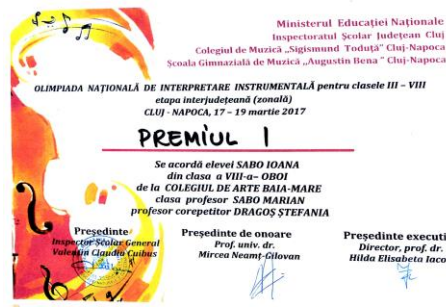 Ministerul Educației Naționale
Inspectoratul Școlar Județean Cluj
Colegiul de Muzică „Sigismund Toduță” Cluj-Napoca
Școala Gimnazială de Muzică „Augustin Bena” Cluj-Napoca
OLIMPIADA NAȚIONALĂ DE INTERPRETARE INSTRUMENTALĂ pentru clasele III – VIII
etapa interjudețeană (zonală)
CLUJ - NAPOCA, 17 – 19 martie 2017
PREMIUL I
Se acordă elevei SABO IOANA
din clasa a VIII-a– OBOI
de la COLEGIUL DE ARTE BAIA-MARE
clasa profesor SABO MARIAN
profesor corepetitor DRAGOȘ ȘTEFANIA
Președinte
Inspector Școlar General
Valentin Claudiu Cuibus
Președinte de onoare
Prof. univ. dr.
Mircea Neamț-Gilovan
Președinte executi
Director, prof. dr.
Hilda Elisabeta Iaco